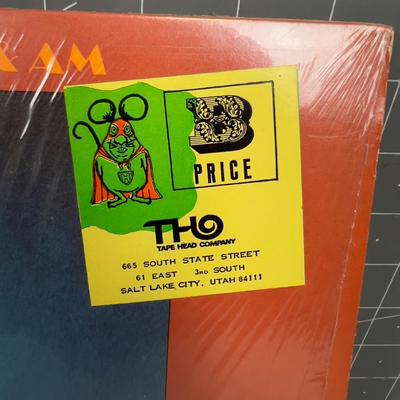 & AM
B
PRICE
THC
TAPE HEAD COMPANY
665 SOUTH STATE STREET
61 EAST 3RD SOUTH
SALT LAKE CITY, UTAH 84111